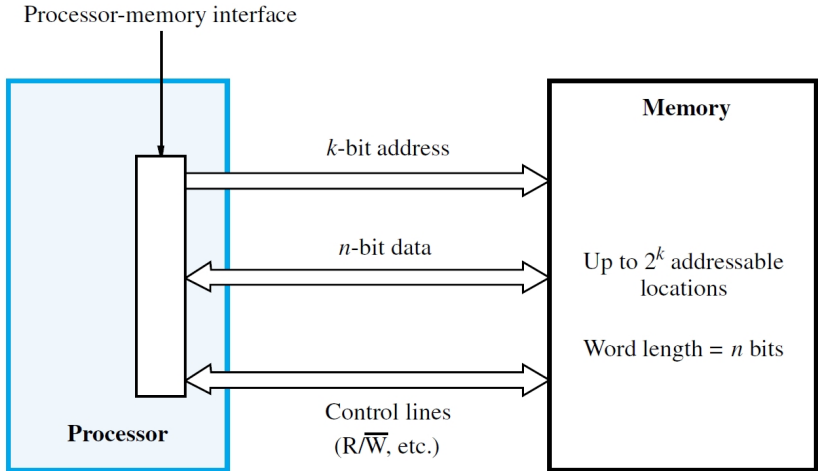 Processor-memory interface
Memory
k-bit address
n-bit data
Up to 2^k addressable
locations
Word length = n bits
Control lines
(R/W̅, etc.)
Processor